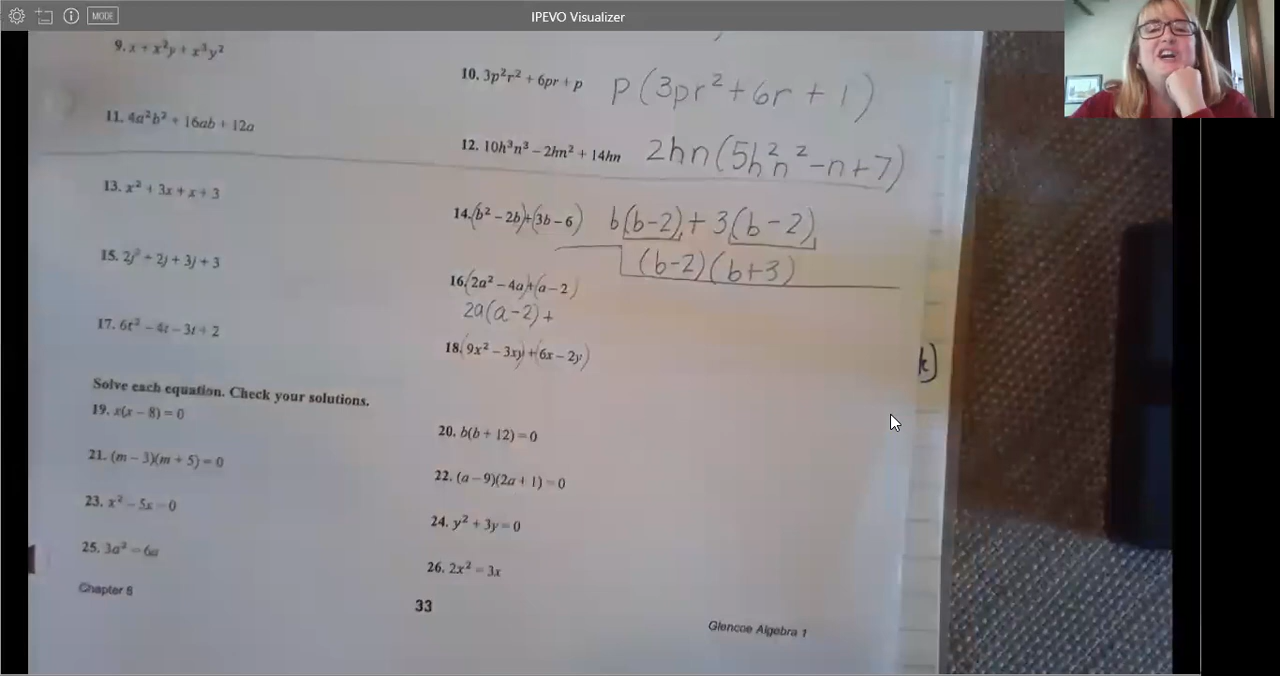 IPEVO Visualizer
MODE
9. x + x²y + x³y²
10. 3p²r² + 6pr + p p(3pr² + 6r + 1)
11. 4a²b² + 16ab + 12a
12. 10h³n³ – 2hn² + 14hn 2hn(5h²n² – n + 7)
13. x² + 3x + x + 3
14. (b² – 2b) + (3b – 6) b(b – 2) + 3(b – 2)
(b – 2)(b + 3)
15. 2j² + 2j + 3j + 3
16. (2a² – 4a) + (a – 2)
2a(a – 2) +
17. 6t² – 4t – 3t + 2
18. (9x² – 3xy) + (6x – 2y)
k)
Solve each equation. Check your solutions.
19. x(x – 8) = 0
20. b(b + 12) = 0
21. (m – 3)(m + 5) = 0
22. (a – 9)(2a + 1) = 0
23. x² – 5x = 0
24. y² + 3y = 0
25. 3a² = 6a
26. 2x² = 3x
Chapter 8
33
Glencoe Algebra 1